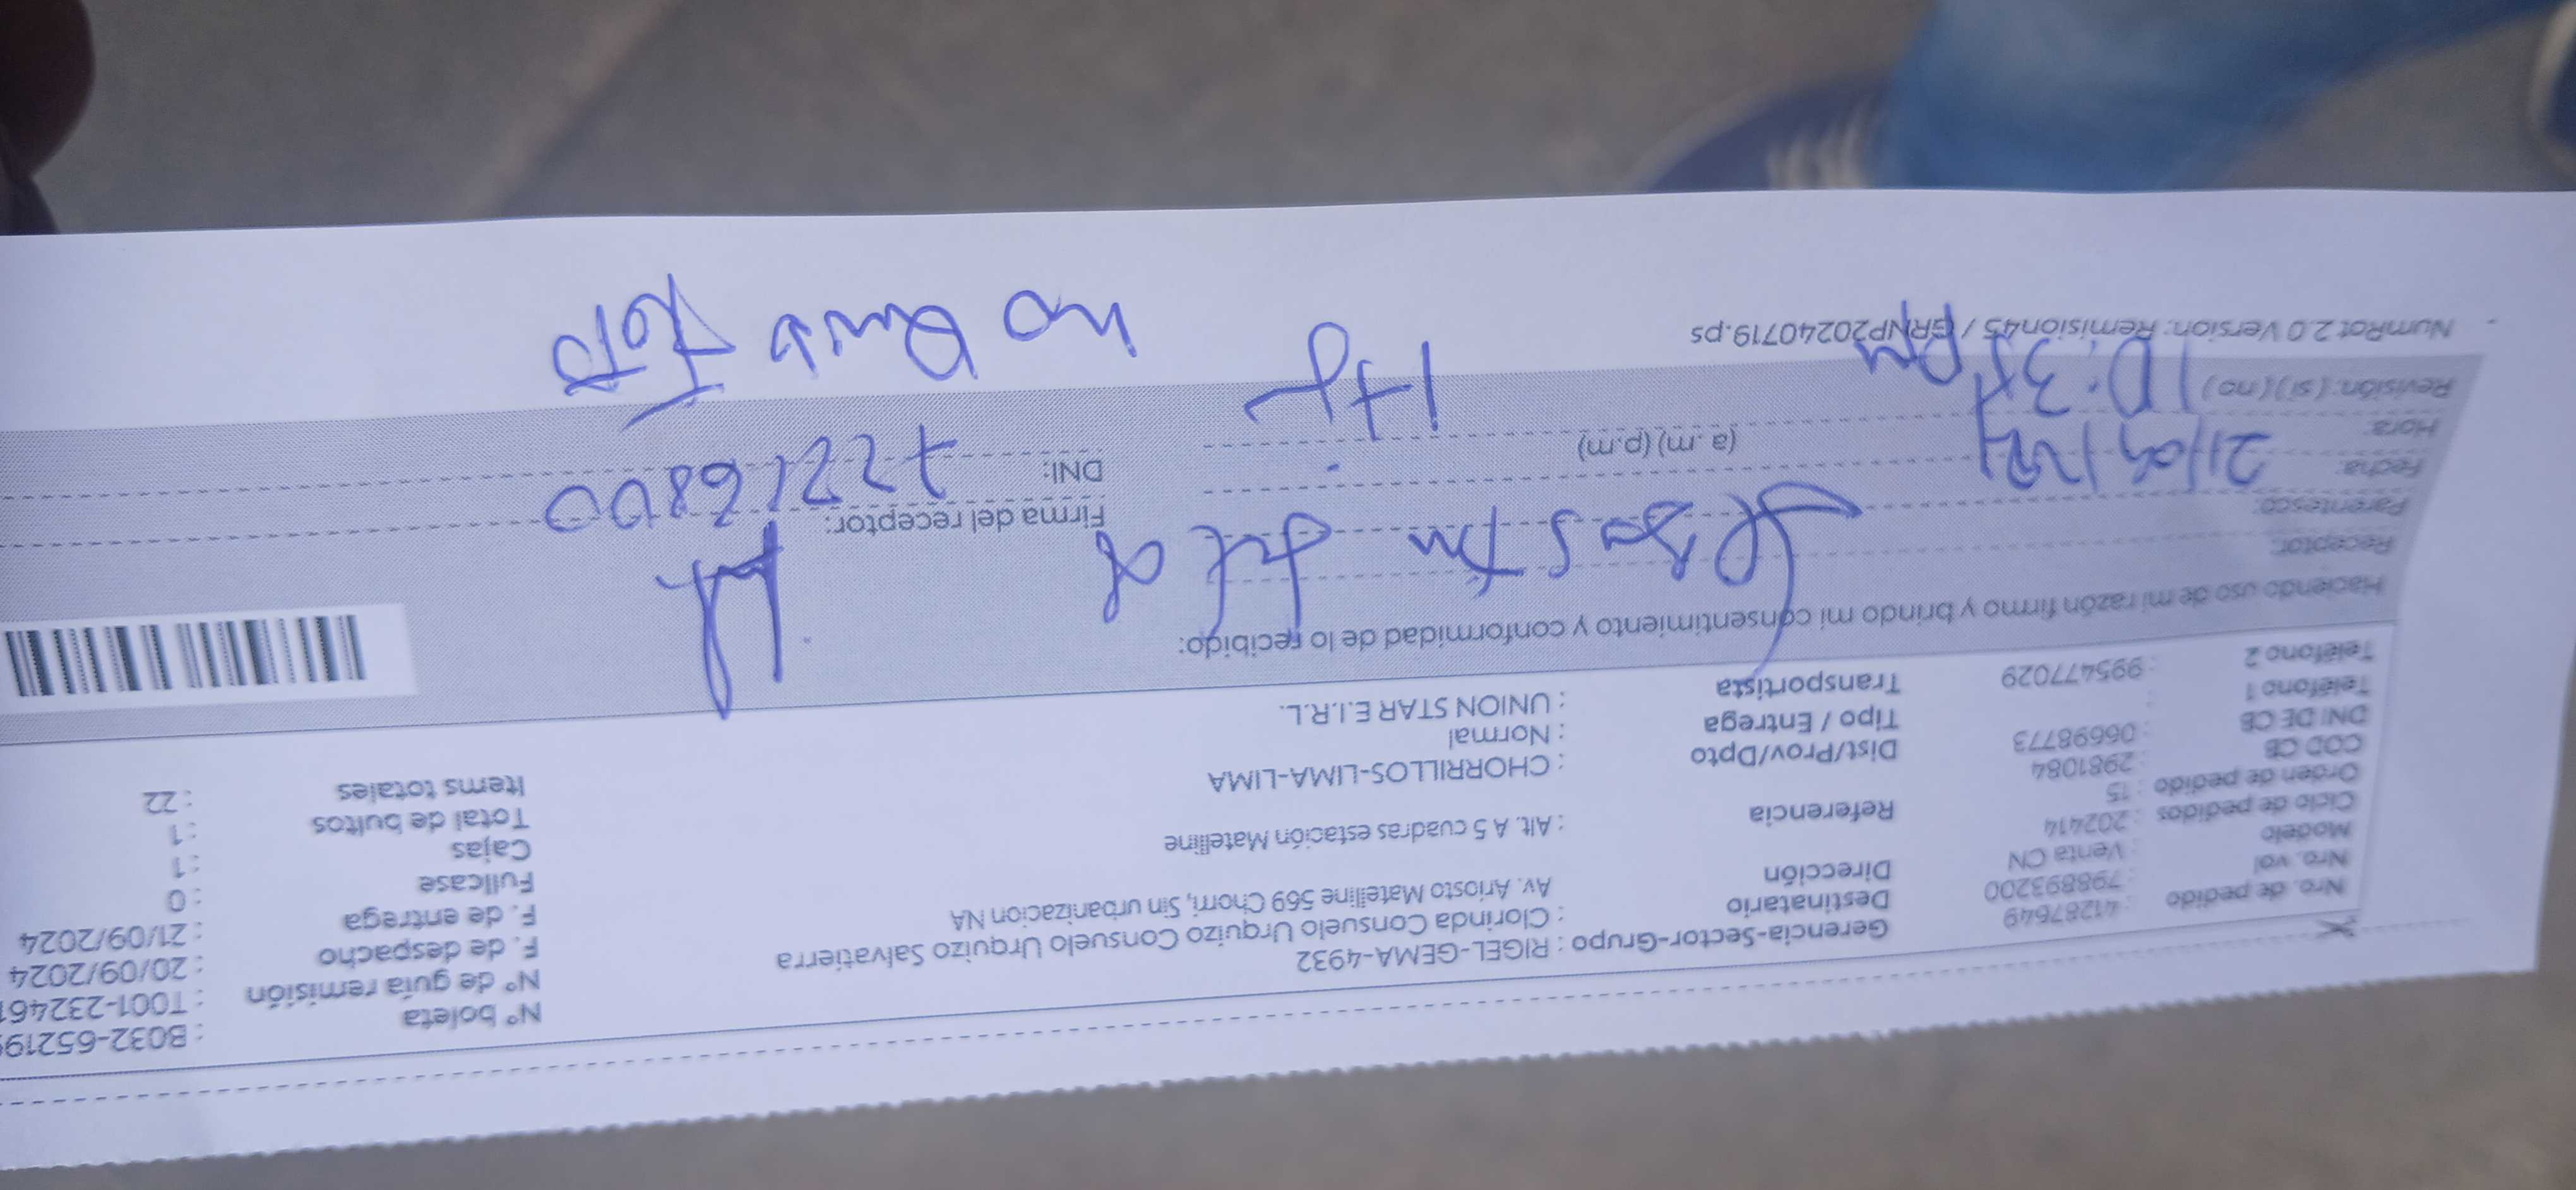 Nro. de pedido : 41287649 Gerencia-Sector-Grupo : RIGEL-GEMA-4932 N° boleta : B032-65219
Nro. vol : 798893200 Destinatario : Clorinda Consuelo Urquizo Consuelo Urquizo Salvatierra N° de guía remisión : T001-23246
Modelo : Venta CN Dirección Av. Ariosto Matelline 569 Chorri, Sin urbanizacion NA F. de despacho : 20/09/2024
Ciclo de pedidos : 202414 F. de entrega : 21/09/2024
Orden de pedido : 15 Referencia : Alt. A 5 cuadras estación Matelline Fullcase : 0
COD CB : 2981084 Cajas : 1
DNI DE CB : 06698773 Dist/Prov/Dpto : CHORRILLOS-LIMA-LIMA Total de bultos : 1
Teléfono 1 : Tipo / Entrega : Normal Items totales : 22
Teléfono 2 : 995477029 Transportista : UNION STAR E.I.R.L.
Haciendo uso de mi razón firmo y brindo mi consentimiento y conformidad de lo recibido:
Receptor:
Parentesco: Firma del receptor:
Fecha: 21/09/2024 DNI: 72216800
Hora: 10:35 pm (a.m) (p.m)
Revisión: ( si ) ( no )
NumRot 2.0 Version: Remision45 / GRNP20240719.ps
no Quiso Foto